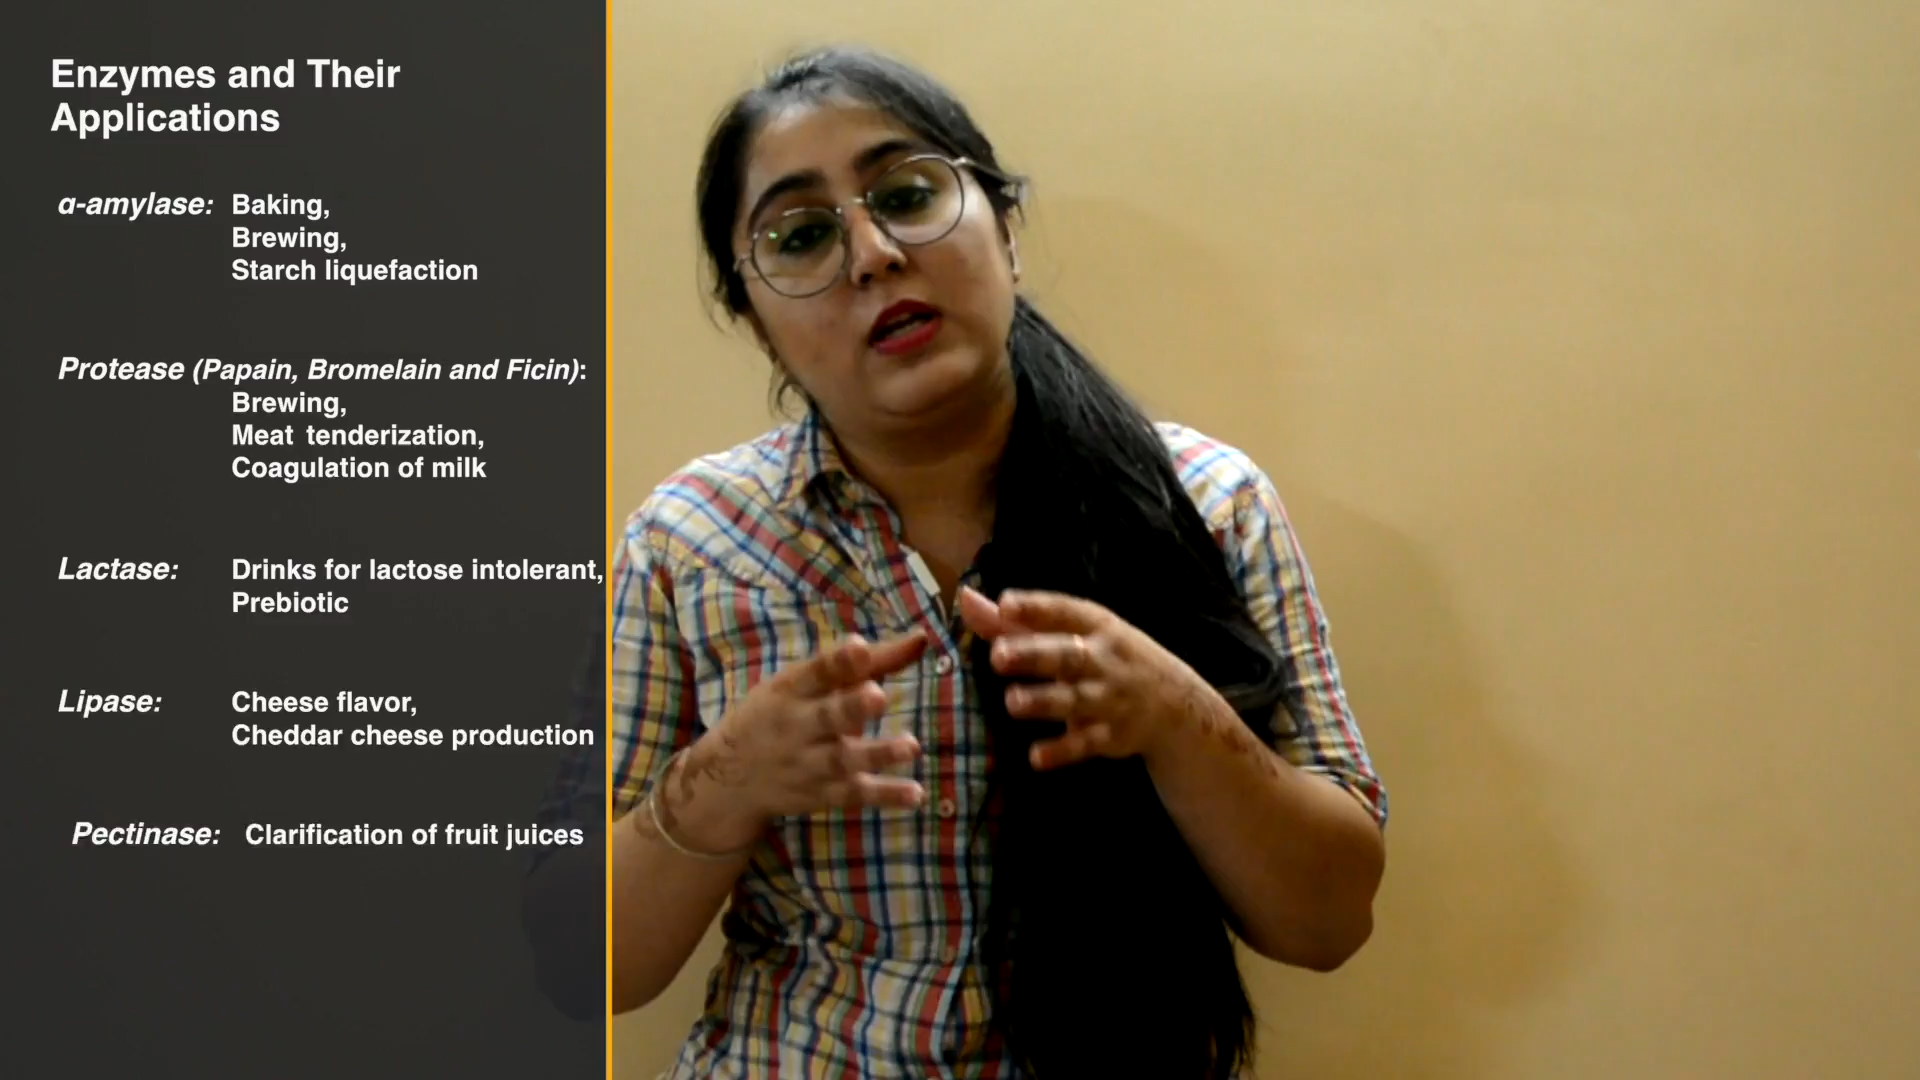 Enzymes and Their
Applications
α-amylase: Baking,
Brewing,
Starch liquefaction
Protease (Papain, Bromelain and Ficin):
Brewing,
Meat tenderization,
Coagulation of milk
Lactase: Drinks for lactose intolerant,
Prebiotic
Lipase: Cheese flavor,
Cheddar cheese production
Pectinase: Clarification of fruit juices